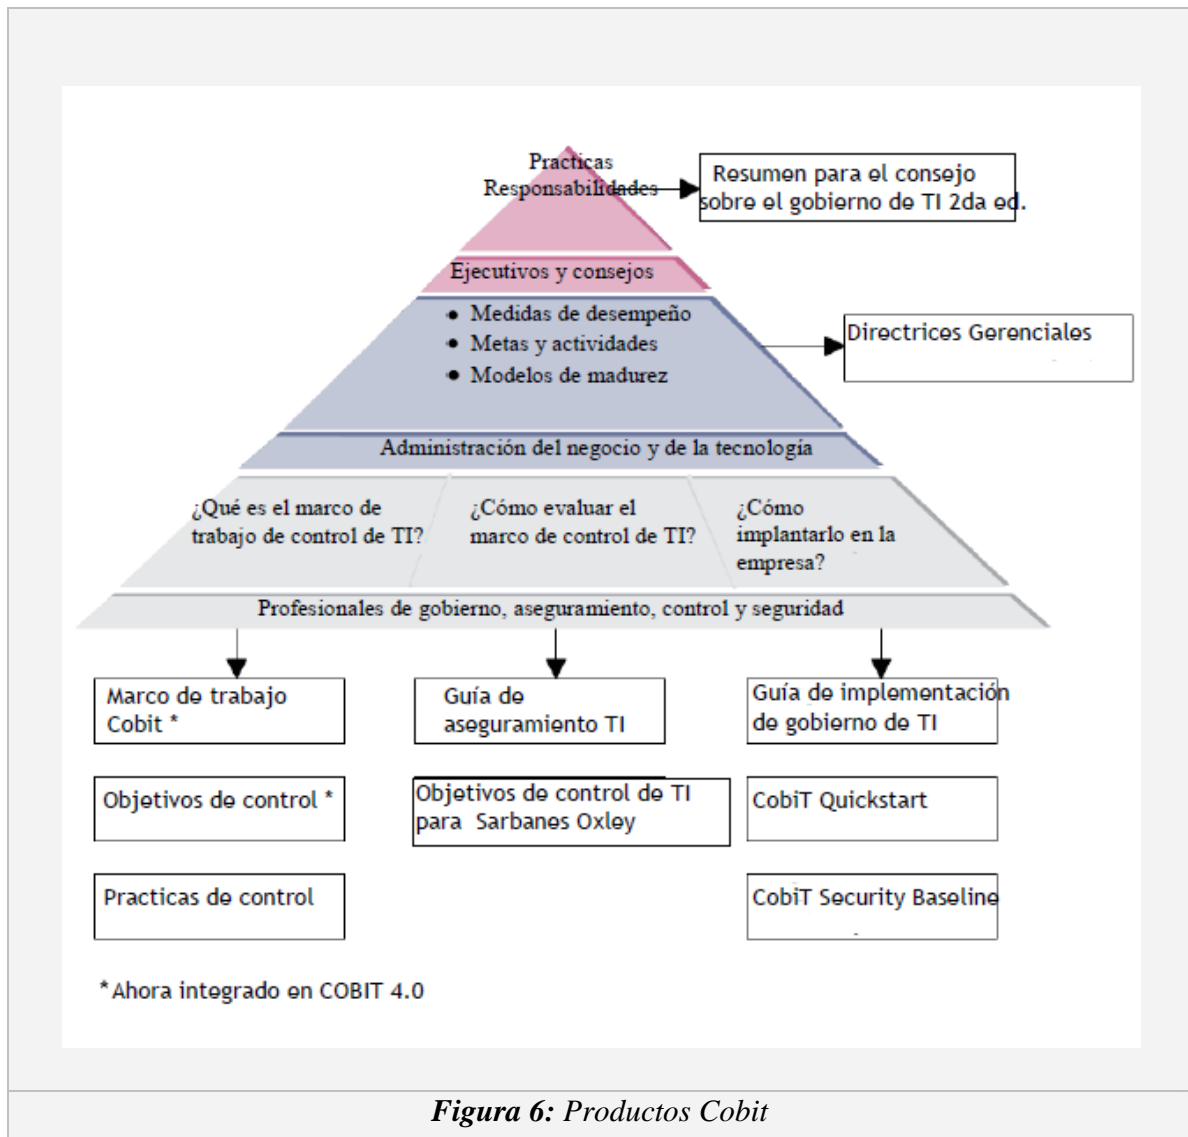 Practicas
Responsabilidades
Resumen para el consejo
sobre el gobierno de TI 2da ed.
Ejecutivos y consejos
• Medidas de desempeño
• Metas y actividades
• Modelos de madurez
Directrices Gerenciales
Administración del negocio y de la tecnología
¿Qué es el marco de
trabajo de control de TI?
¿Cómo evaluar el
marco de control de TI?
¿Cómo
implantarlo en la
empresa?
Profesionales de gobierno, aseguramiento, control y seguridad
Marco de trabajo
Cobit *
Guía de
aseguramiento TI
Guía de implementación
de gobierno de TI
Objetivos de control *
Objetivos de control de TI
para Sarbanes Oxley
CobiT Quickstart
Practicas de control
CobiT Security Baseline
*Ahora integrado en COBIT 4.0
Figura 6: Productos Cobit